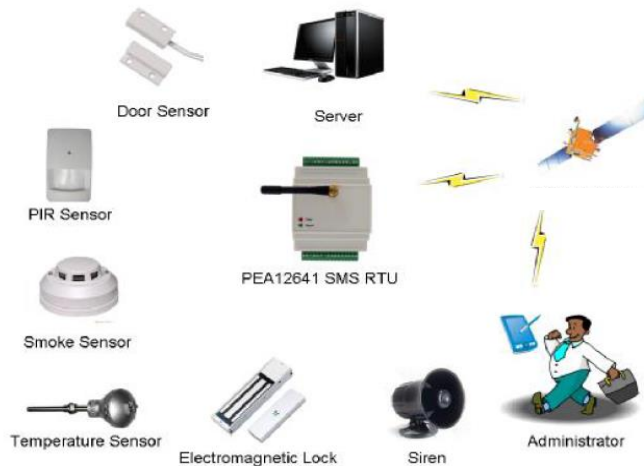 Door Sensor
Server
PIR Sensor
PEA12641 SMS RTU
Smoke Sensor
Temperature Sensor
Electromagnetic Lock
Siren
Administrator